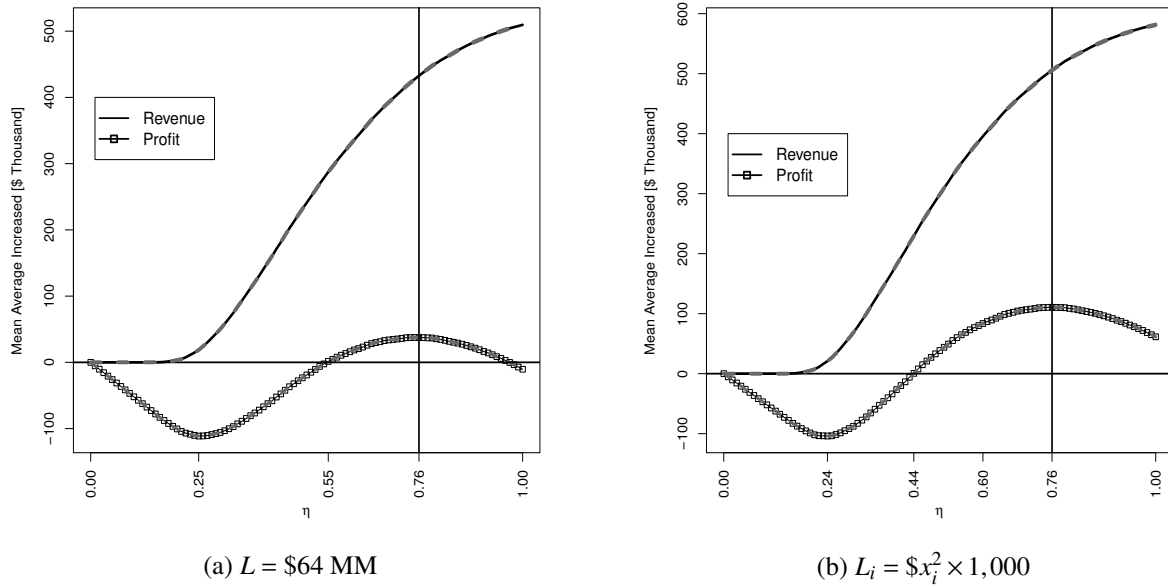 Mean Average Increased [$ Thousand]
500
400
300
200
100
0
−100
Revenue
Profit
0.00
0.25
0.55
0.76
1.00
η
(a) L = $64 MM
Mean Average Increased [$ Thousand]
600
500
400
300
200
100
0
−100
Revenue
Profit
0.00
0.24
0.44
0.60
0.76
1.00
η
(b) Lᵢ = $xᵢ² × 1,000